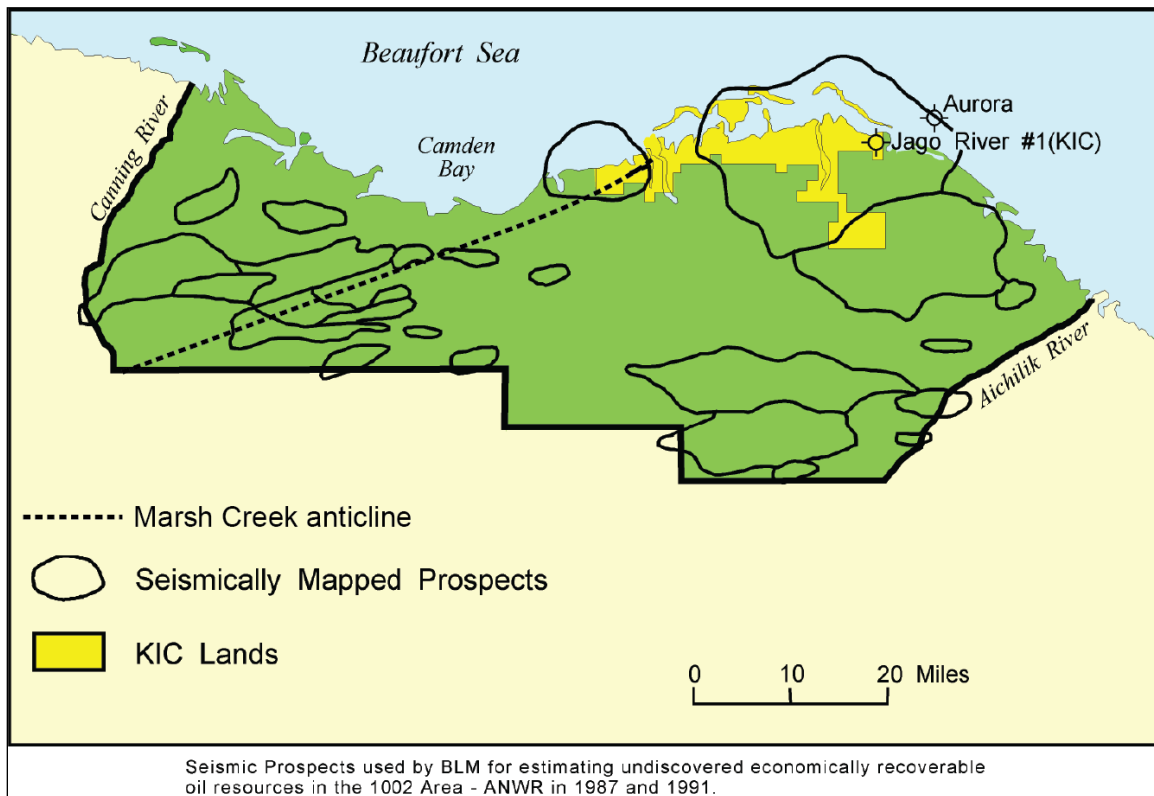 Beaufort Sea
Canning River
Camden
Bay
Aurora
Jago River #1(KIC)
Aichilik River
Marsh Creek anticline
Seismically Mapped Prospects
KIC Lands
0 10 20 Miles
Seismic Prospects used by BLM for estimating undiscovered economically recoverable
oil resources in the 1002 Area - ANWR in 1987 and 1991.